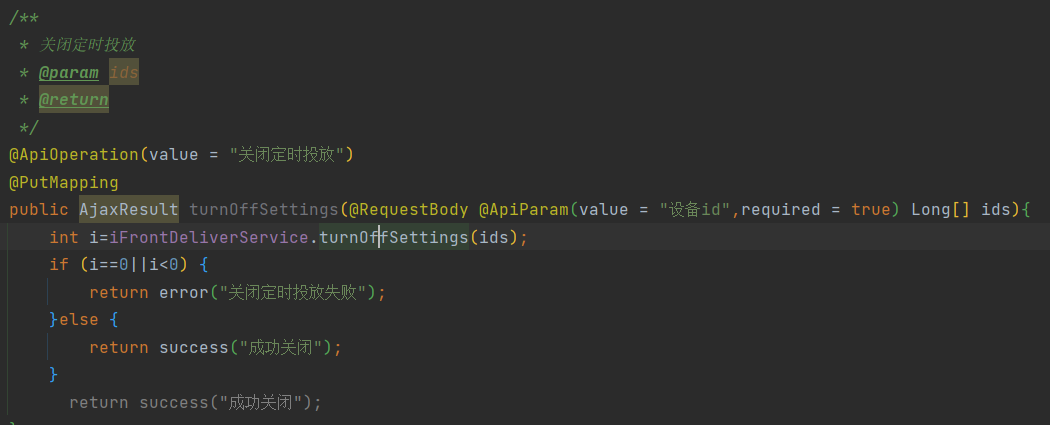 /**
 * 关闭定时投放
 * @param ids
 * @return
 */
@ApiOperation(value = "关闭定时投放")
@PutMapping
public AjaxResult turnOffSettings(@RequestBody @ApiParam(value = "设备id",required = true) Long[] ids){
    int i=iFrontDeliverService.turnOffSettings(ids);
    if (i==0||i<0) {
        return error("关闭定时投放失败");
    }else {
        return success("成功关闭");
    }
      return success("成功关闭");